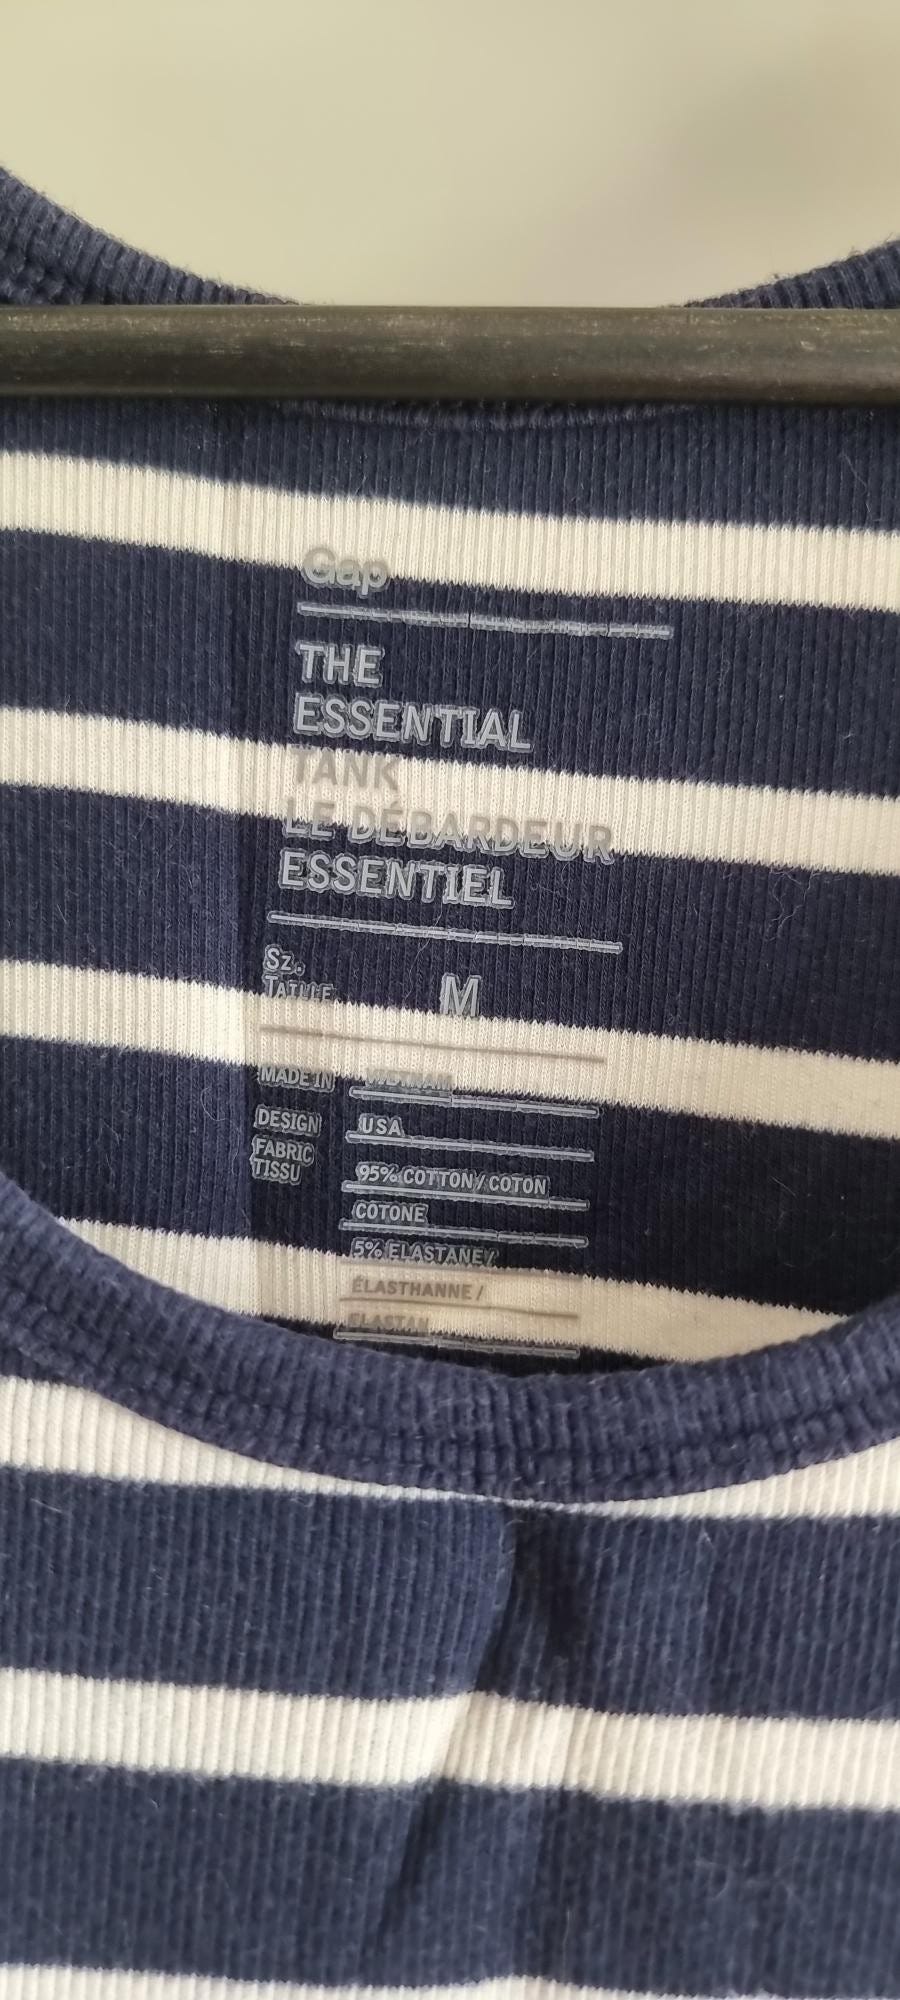 Gap
THE
ESSENTIAL
TANK
LE DÉBARDEUR
ESSENTIEL
Sz.
TAILLE M
MADE IN VIETNAM
DESIGN USA
FABRIC
TISSU
95% COTTON / COTON
COTONE
5% ELASTANE /
ÉLASTHANNE /
ELASTAN